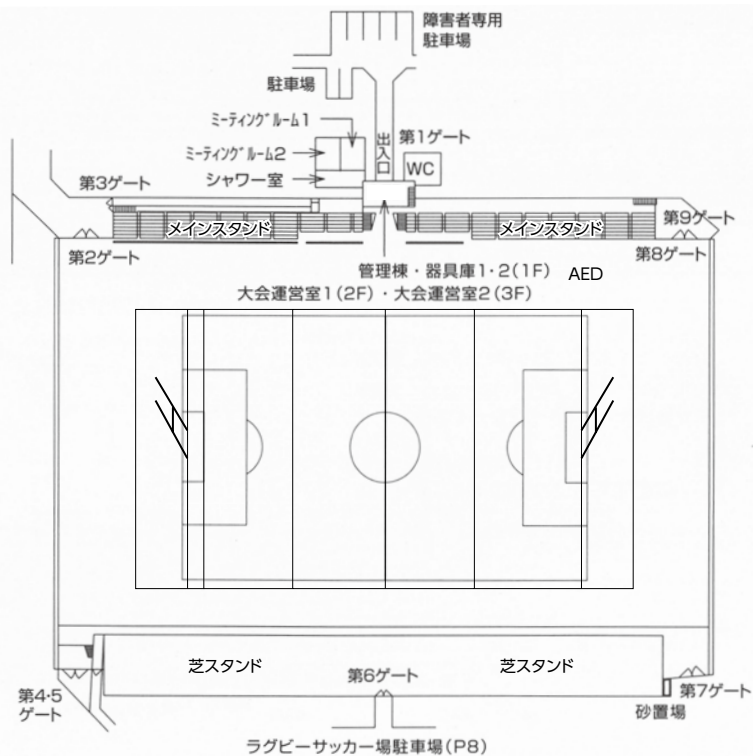 障害者専用
駐車場
駐車場
ミーティングルーム1
出入口
第1ゲート
ミーティングルーム2
WC
シャワー室
第3ゲート
メインスタンド
メインスタンド
第9ゲート
第2ゲート
第8ゲート
管理棟・器具庫1・2(1F)
AED
大会運営室1(2F)・大会運営室2(3F)
芝スタンド
芝スタンド
第6ゲート
第4・5
ゲート
第7ゲート
砂置場
ラグビーサッカー場駐車場(P8)